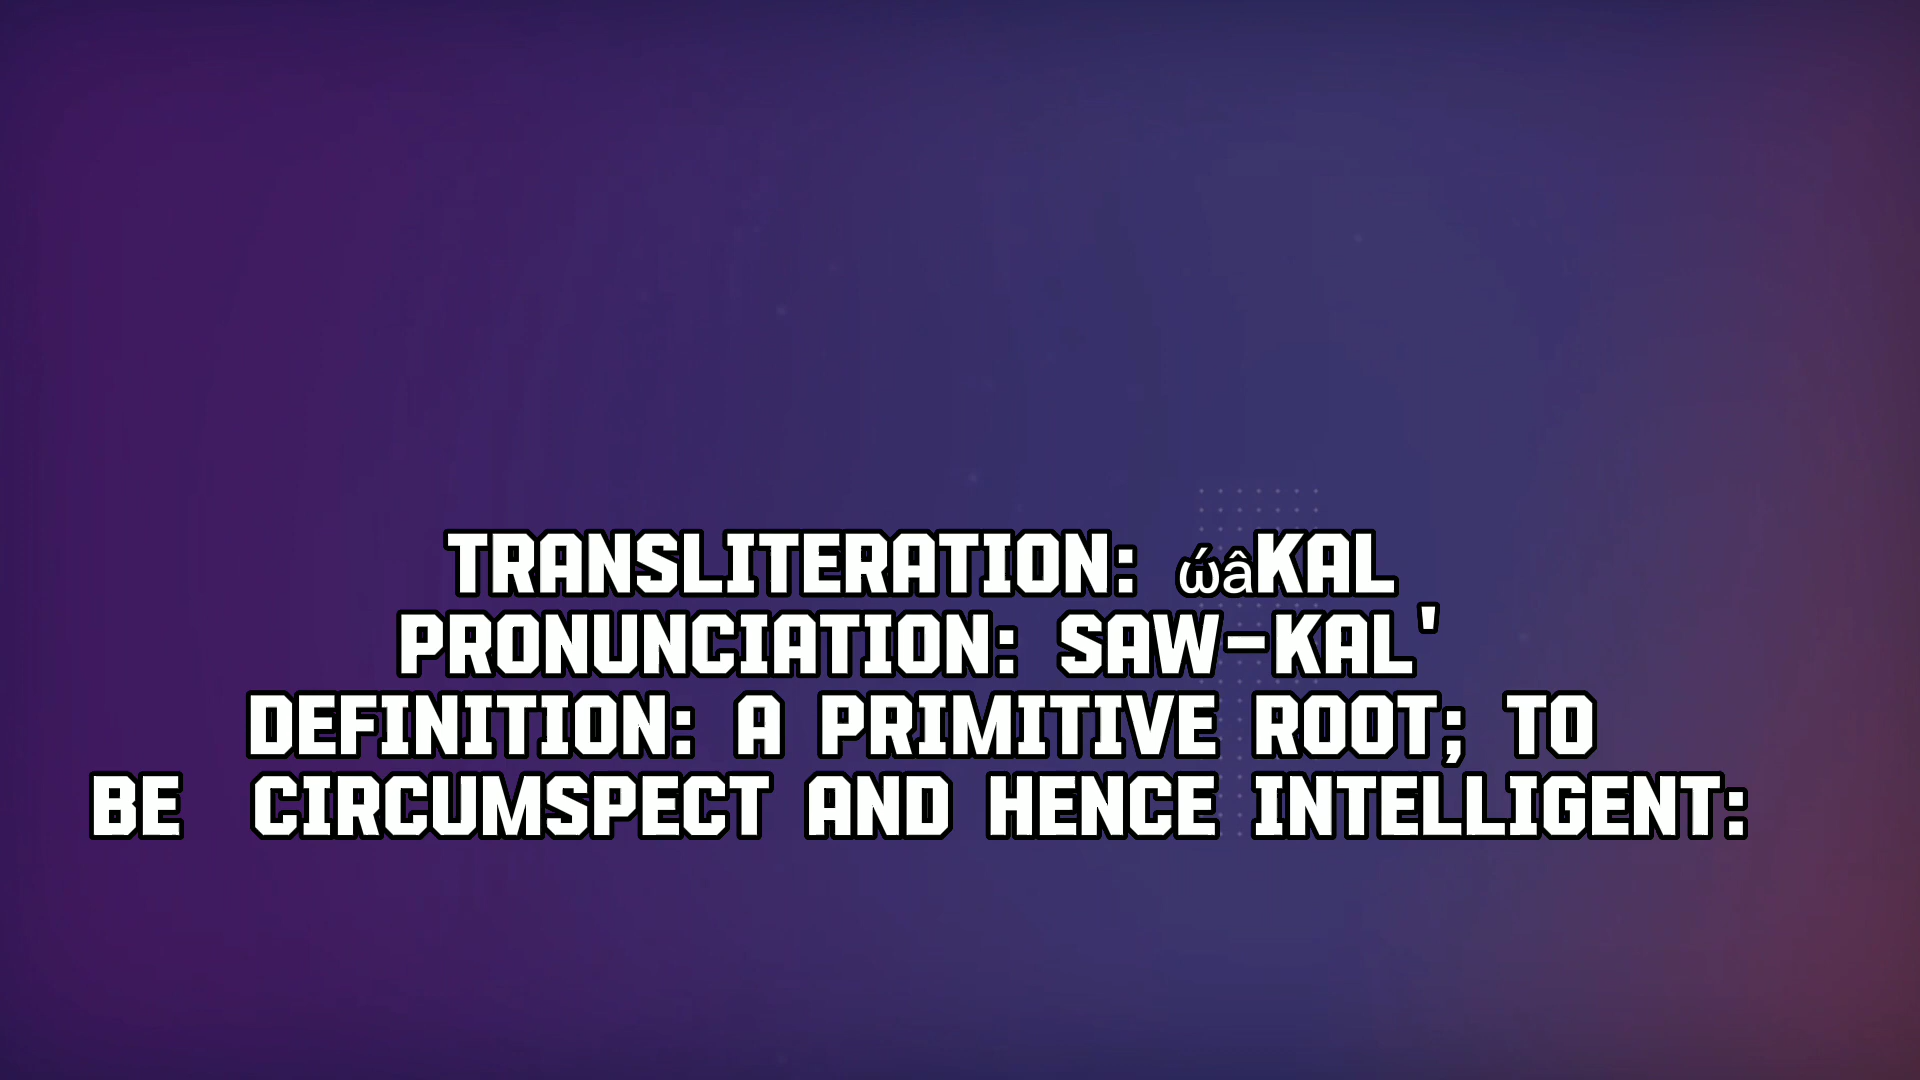 TRANSLITERATION: ώâKAL
PRONUNCIATION: SAW-KAL'
DEFINITION: A PRIMITIVE ROOT; TO
BE CIRCUMSPECT AND HENCE INTELLIGENT: